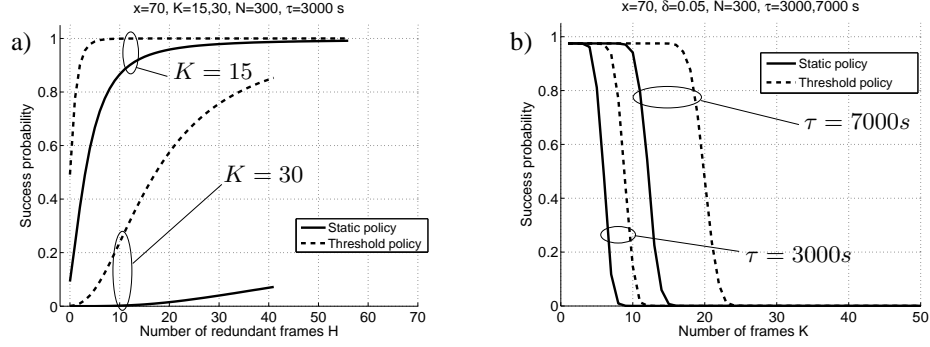 x=70, K=15,30, N=300, τ=3000 s
a)
1
0.8
0.6
0.4
0.2
0
Success probability
K = 15
K = 30
Static policy
Threshold policy
0 10 20 30 40 50 60 70
Number of redundant frames H
x=70, δ=0.05, N=300, τ=3000,7000 s
b)
1
0.8
0.6
0.4
0.2
0
Success probability
Static policy
Threshold policy
τ = 7000s
τ = 3000s
0 10 20 30 40 50
Number of frames K